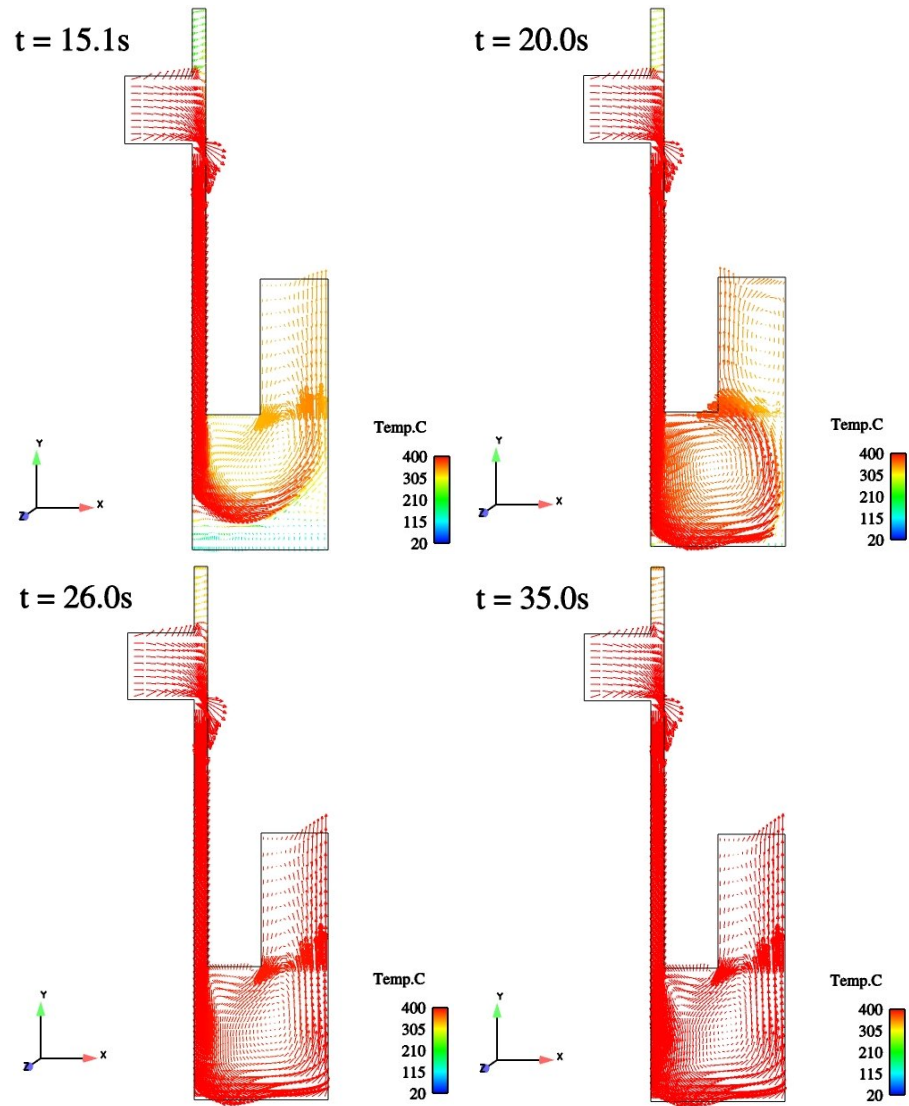 t = 15.1s
Temp.C
400
305
210
115
20
Y
X
Z
t = 20.0s
Temp.C
400
305
210
115
20
Y
X
Z
t = 26.0s
Temp.C
400
305
210
115
20
Y
X
Z
t = 35.0s
Temp.C
400
305
210
115
20
Y
X
Z